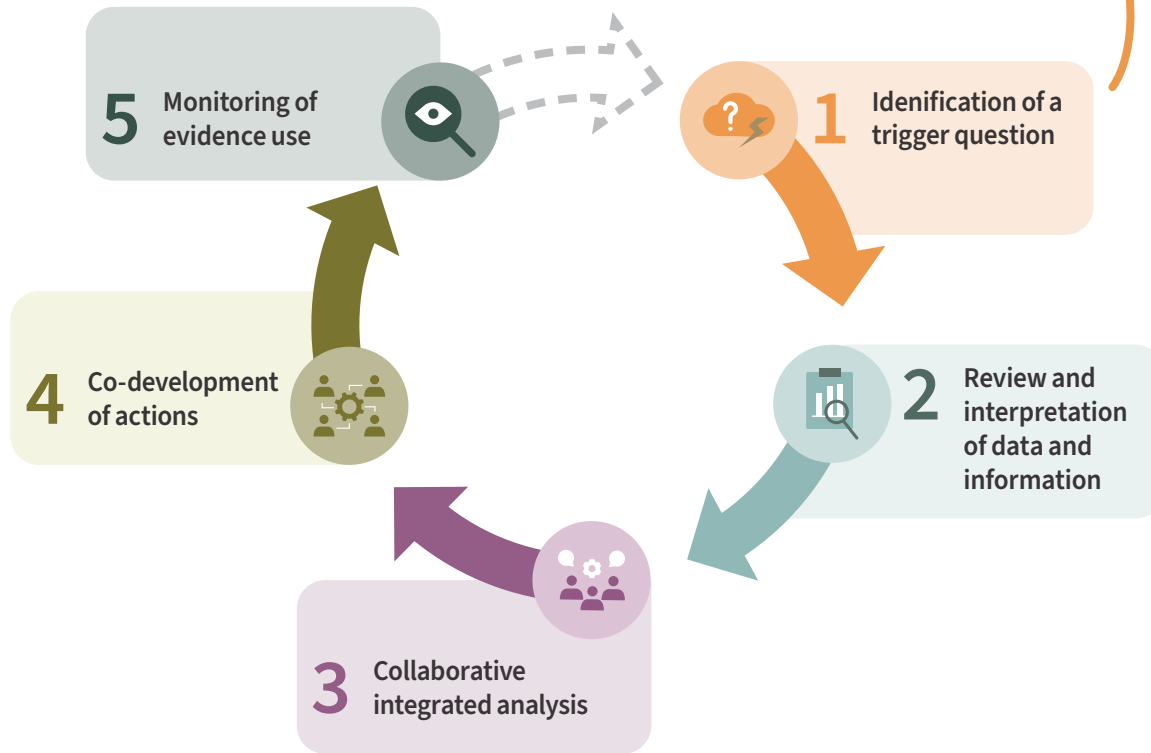 1
Idenification of a
trigger question
2
Review and
interpretation
of data and
information
3
Collaborative
integrated analysis
4
Co-development
of actions
5
Monitoring of
evidence use
?